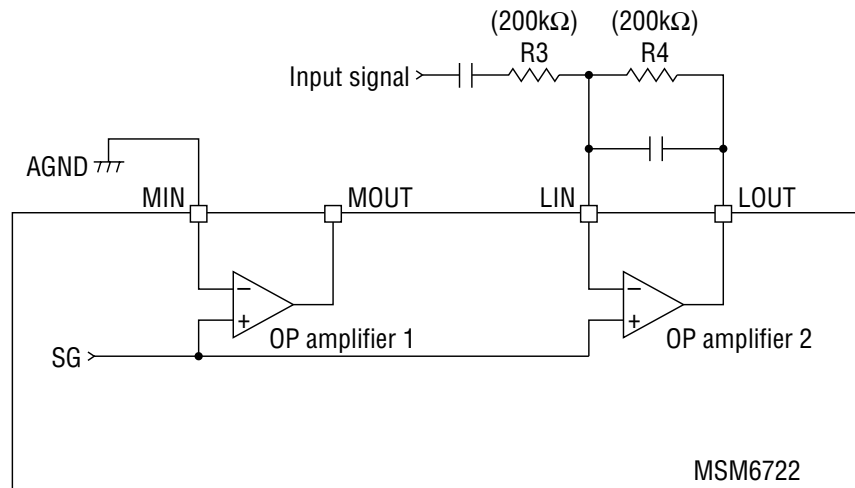 (200kΩ) (200kΩ)
R3 R4
Input signal
AGND
MIN MOUT LIN LOUT
−
+
−
+
OP amplifier 1 OP amplifier 2
SG
MSM6722